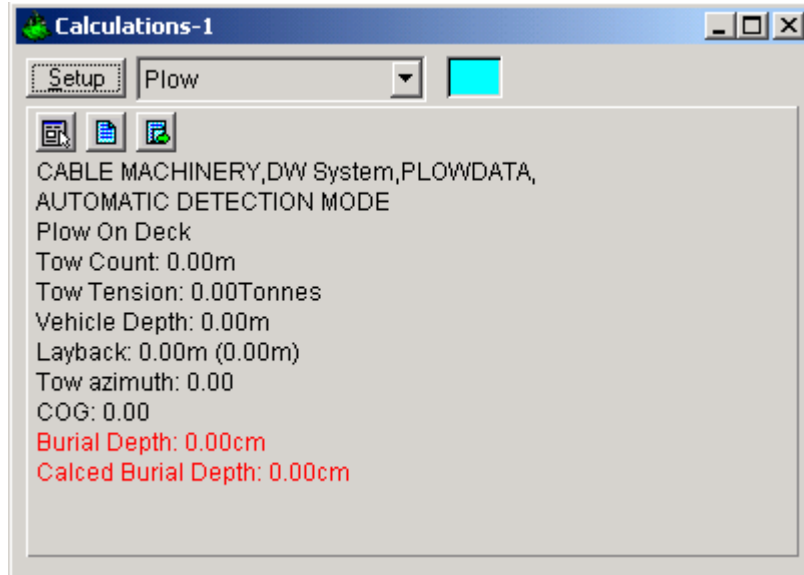 Calculations-1
Setup Plow
CABLE MACHINERY,DW System,PLOWDATA,
AUTOMATIC DETECTION MODE
Plow On Deck
Tow Count: 0.00m
Tow Tension: 0.00Tonnes
Vehicle Depth: 0.00m
Layback: 0.00m (0.00m)
Tow azimuth: 0.00
COG: 0.00
Burial Depth: 0.00cm
Calced Burial Depth: 0.00cm